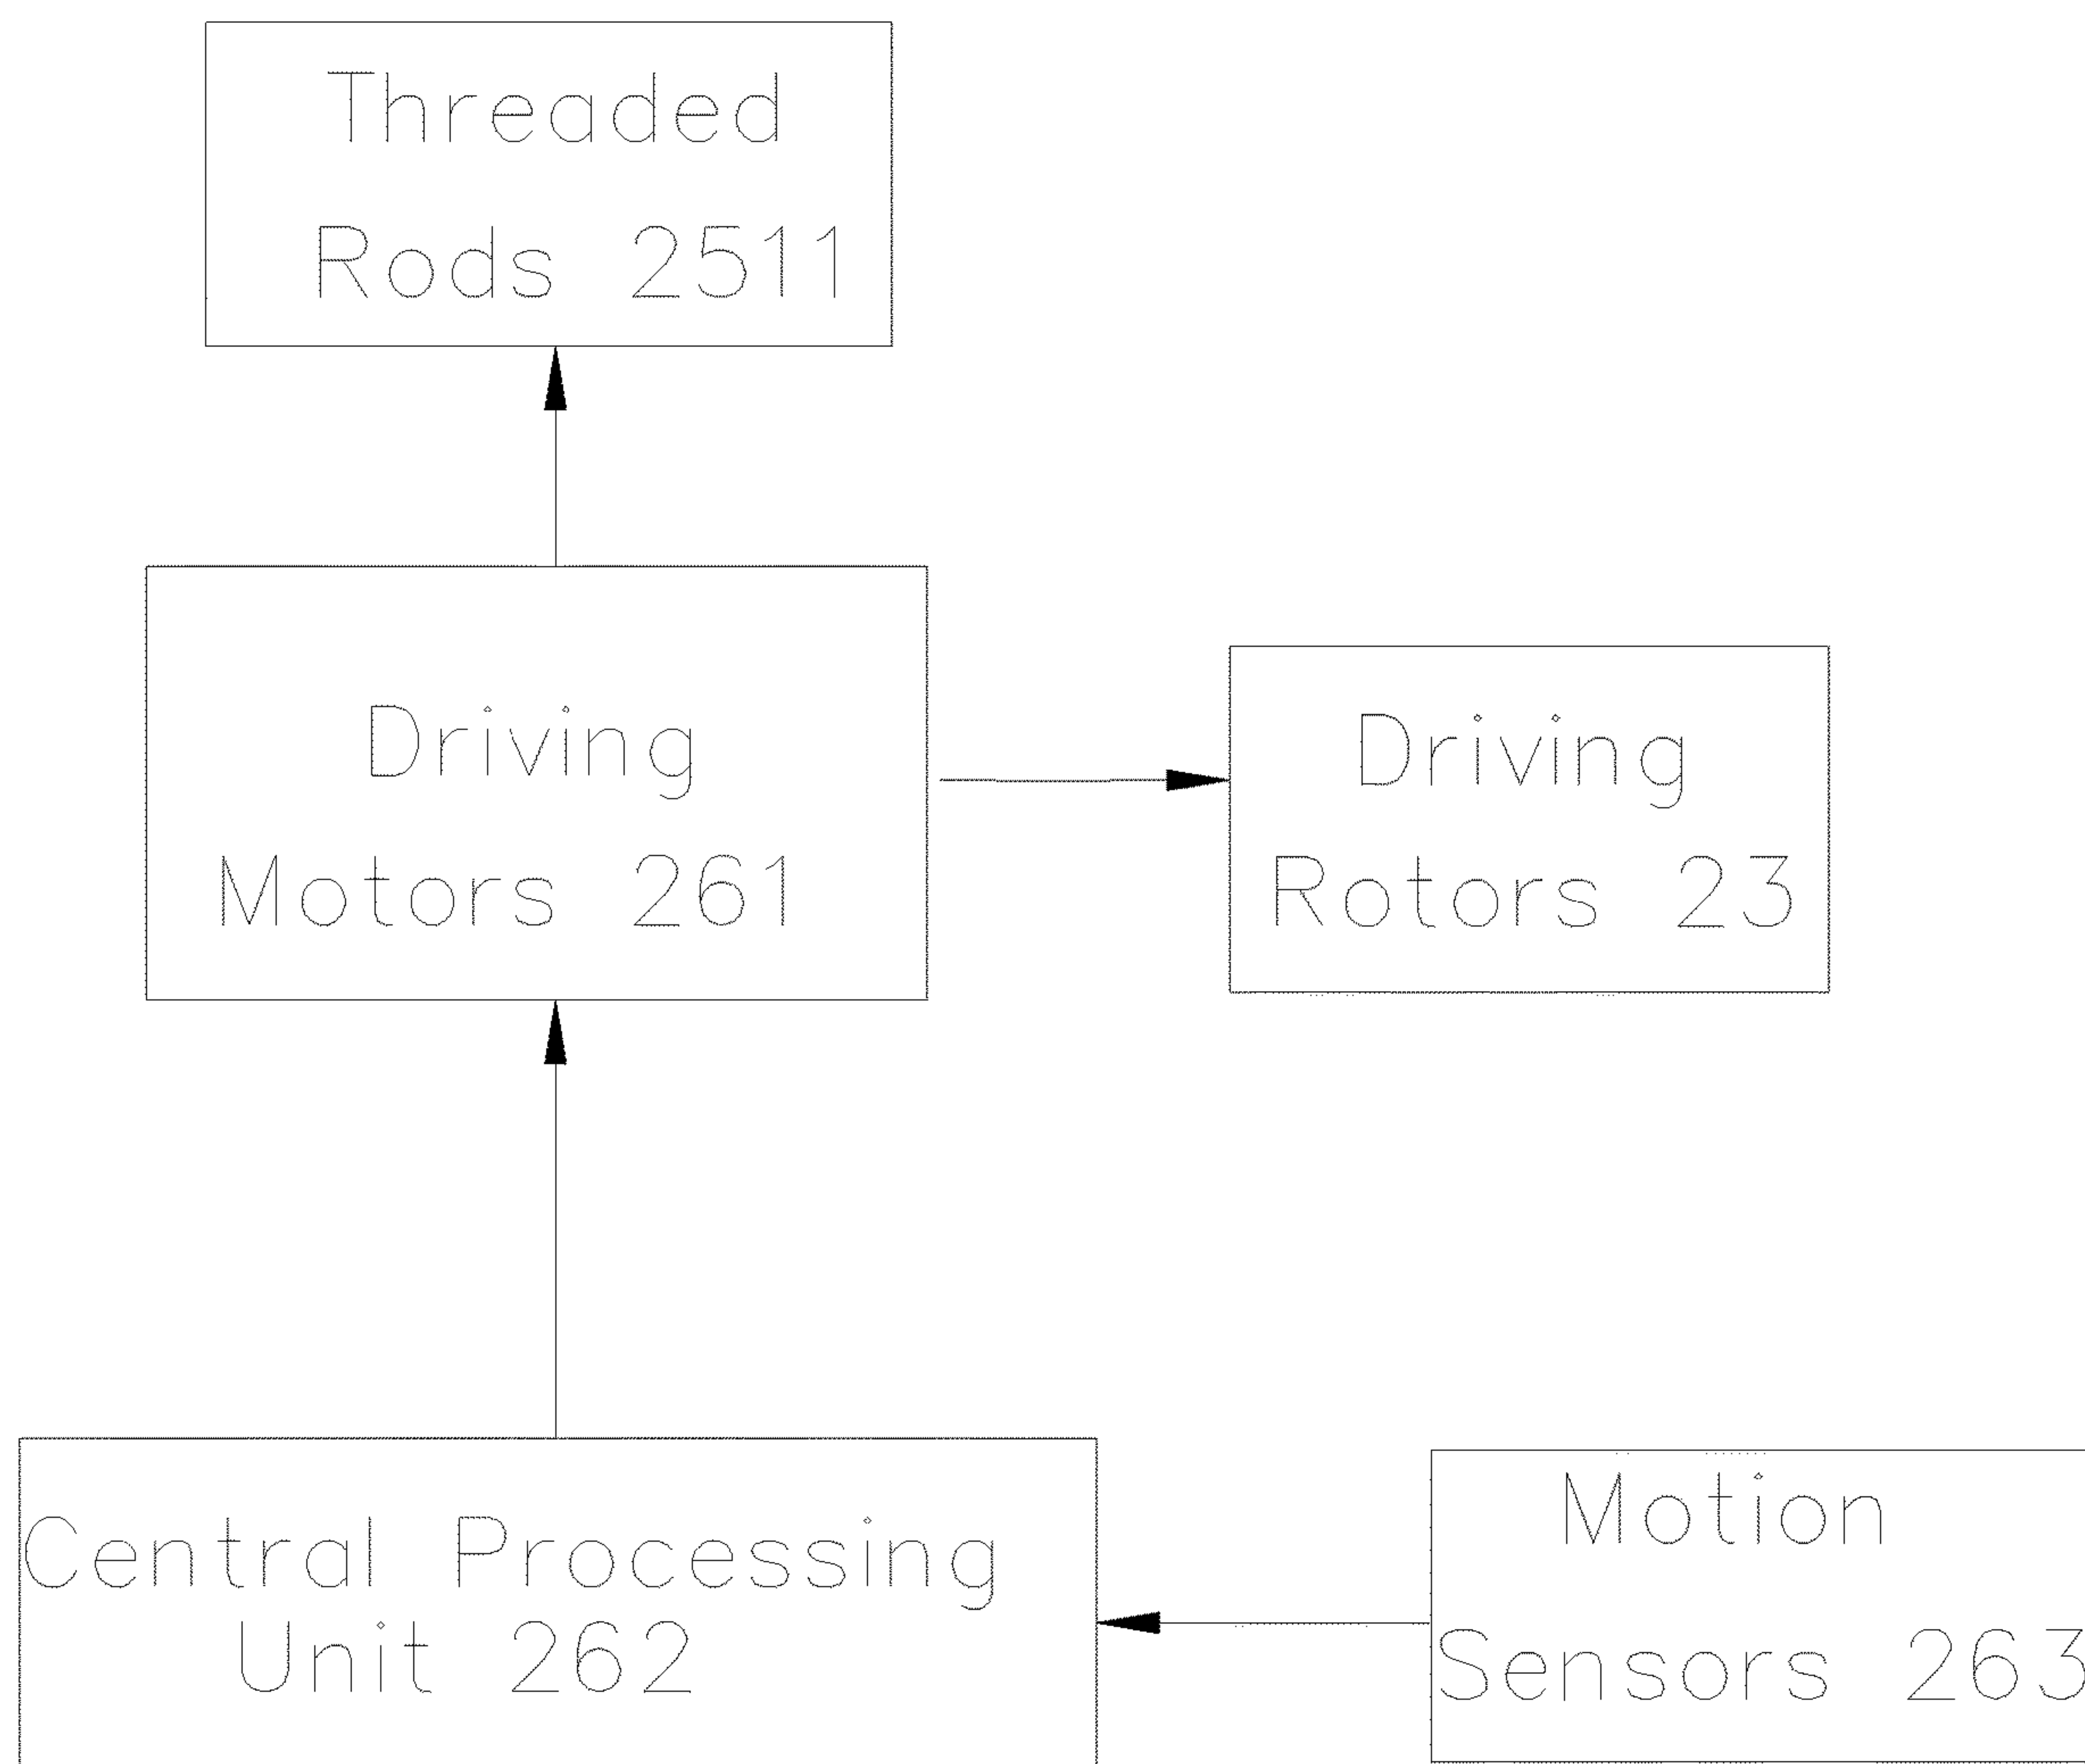 Threaded
Rods 2511
Driving
Motors 261
Driving
Rotors 23
Central Processing
Unit 262
Motion
Sensors 263